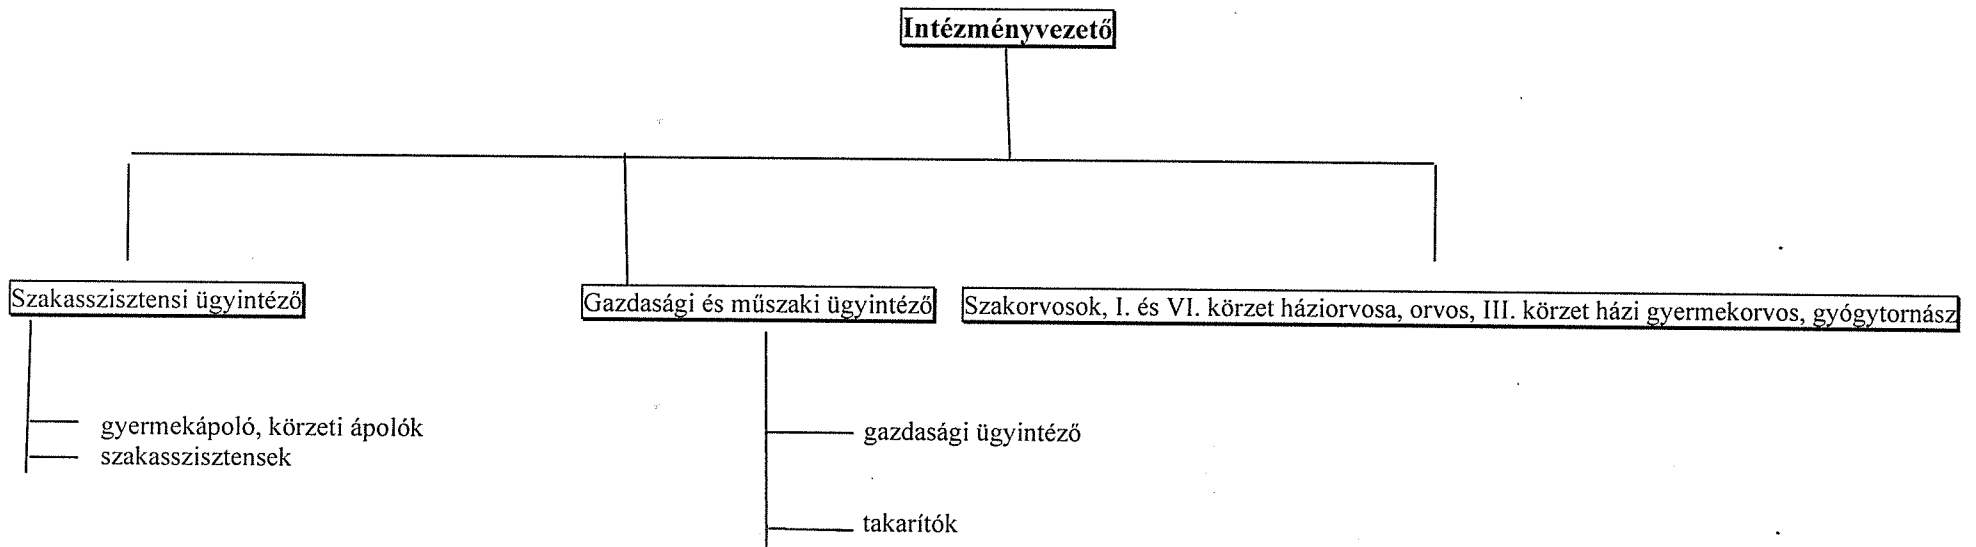 Intézményvezető
Szakasszisztensi ügyintéző
Gazdasági és műszaki ügyintéző
Szakorvosok, I. és VI. körzet háziorvosa, orvos, III. körzet házi gyermekorvos, gyógytornász
gyermekápoló, körzeti ápolók
szakasszisztensek
gazdasági ügyintéző
takarítók